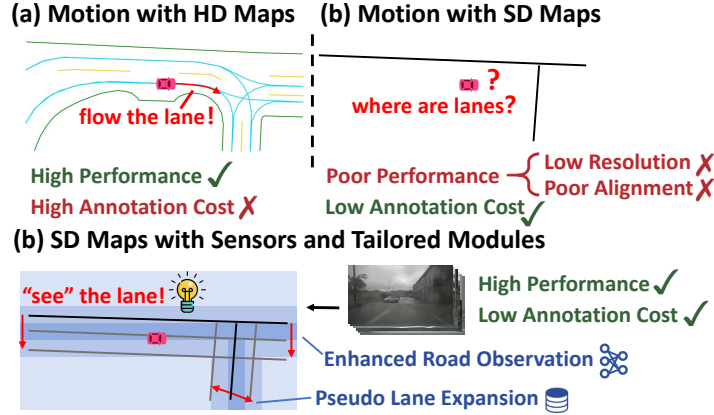 (a) Motion with HD Maps
(b) Motion with SD Maps
flow the lane!
?
where are lanes?
High Performance ✓
High Annotation Cost ✗
Poor Performance
Low Resolution ✗
Poor Alignment ✗
Low Annotation Cost ✓
(b) SD Maps with Sensors and Tailored Modules
"see" the lane!
High Performance ✓
Low Annotation Cost ✓
Enhanced Road Observation
Pseudo Lane Expansion